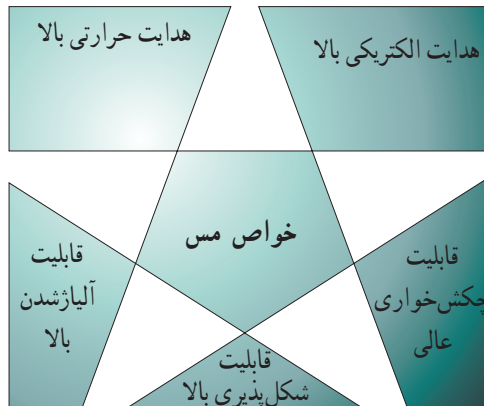 هدایت الکتریکی بالا
هدایت حرارتی بالا
خواص مس
قابلیت
چکش‌خواری
عالی
قابلیت
آلیاژشدن
بالا
قابلیت
شکل‌پذیری بالا